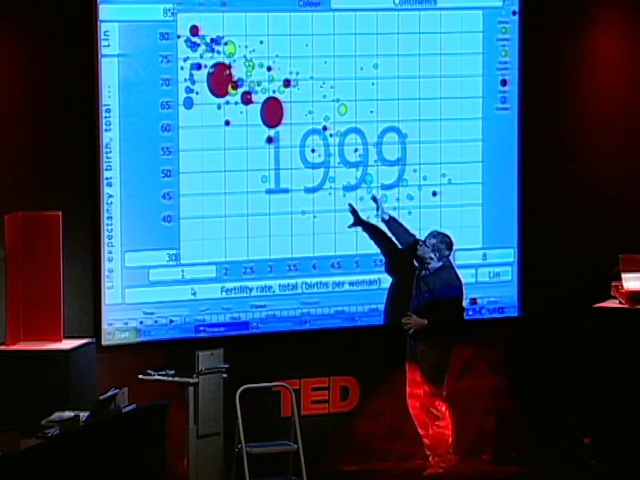 Colour
Continents
85
80
75
70
65
60
55
50
45
40
30
Lin
Life expectancy at birth, total ...
1999
1
2
2.5
3
3.5
4
4.5
5
5.5
8
Fertility rate, total (births per woman)
Lin
Start
TED